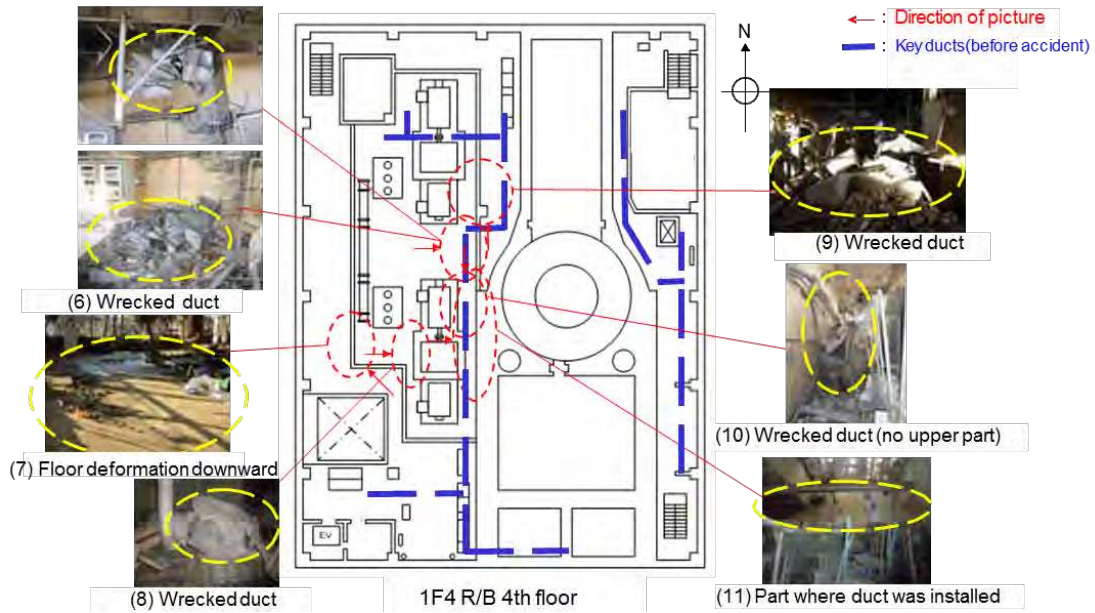 : Direction of picture
: Key ducts(before accident)
N
(6) Wrecked duct
(9) Wrecked duct
(7) Floor deformation downward
(10) Wrecked duct (no upper part)
EV
(8) Wrecked duct
1F4 R/B 4th floor
(11) Part where duct was installed